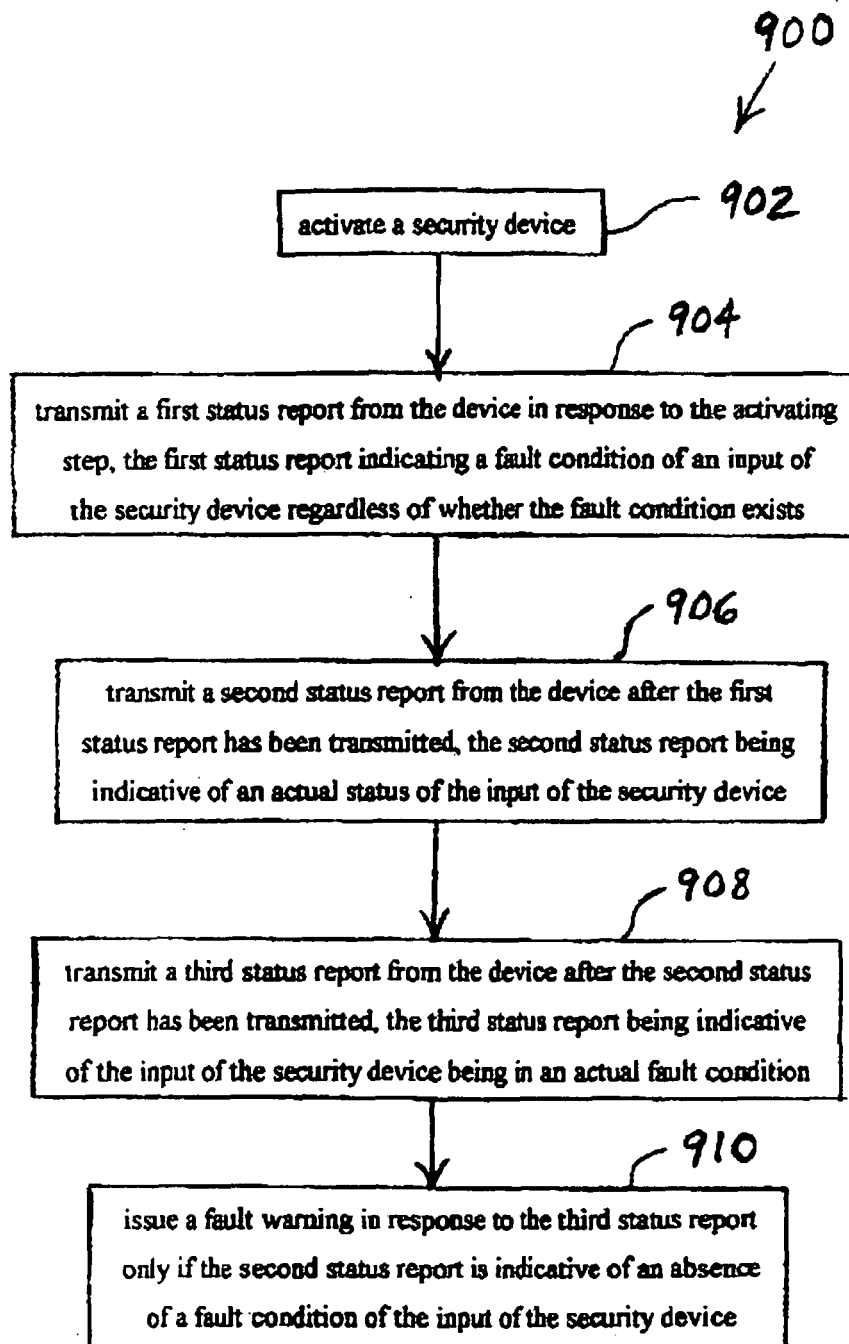 900
activate a security device
902
904
transmit a first status report from the device in response to the activating
step, the first status report indicating a fault condition of an input of
the security device regardless of whether the fault condition exists
906
transmit a second status report from the device after the first
status report has been transmitted, the second status report being
indicative of an actual status of the input of the security device
908
transmit a third status report from the device after the second status
report has been transmitted, the third status report being indicative
of the input of the security device being in an actual fault condition
910
issue a fault warning in response to the third status report
only if the second status report is indicative of an absence
of a fault condition of the input of the security device